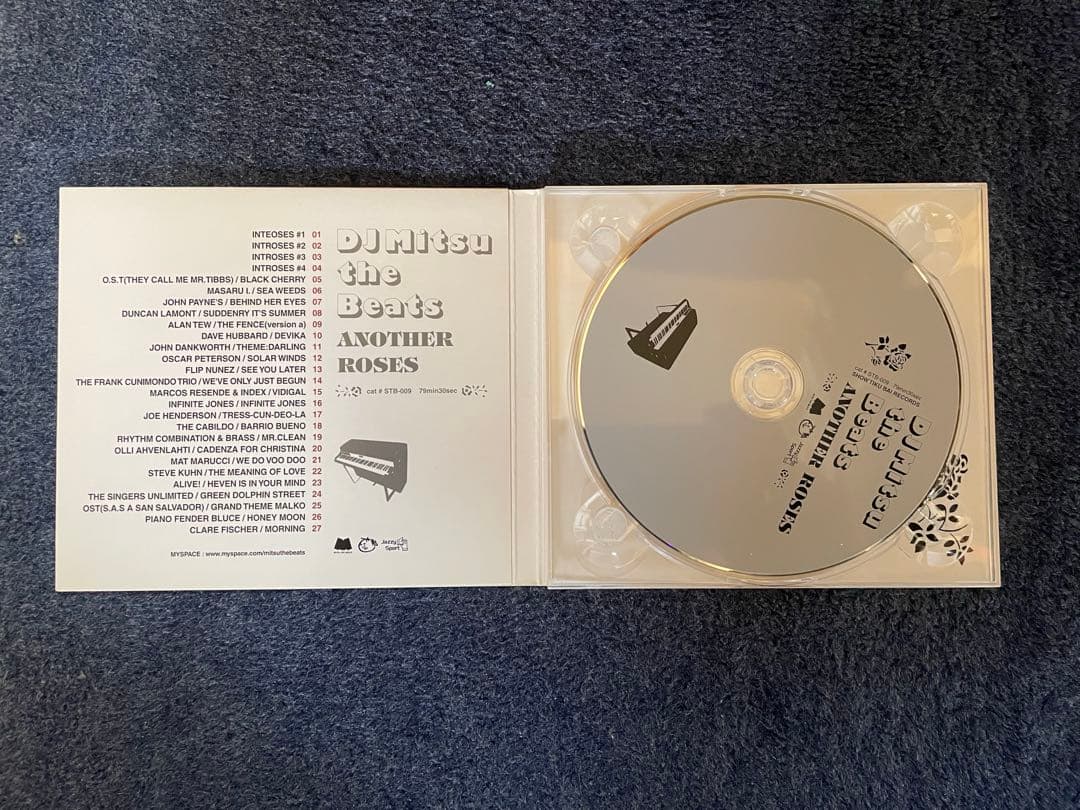 INTEOSES #1 01
INTROSES #2 02
INTROSES #3 03
INTROSES #4 04
O.S.T(THEY CALL ME MR.TIBBS) / BLACK CHERRY 05
MASARU I. / SEA WEEDS 06
JOHN PAYNE'S / BEHIND HER EYES 07
DUNCAN LAMONT / SUDDENRY IT'S SUMMER 08
ALAN TEW / THE FENCE(version a) 09
DAVE HUBBARD / DEVIKA 10
JOHN DANKWORTH / THEME:DARLING 11
OSCAR PETERSON / SOLAR WINDS 12
FLIP NUNEZ / SEE YOU LATER 13
THE FRANK CUNIMONDO TRIO / WE'VE ONLY JUST BEGUN 14
MARCOS RESENDE & INDEX / VIDIGAL 15
INFINITE JONES / INFINITE JONES 16
JOE HENDERSON / TRESS-CUN-DEO-LA 17
THE CABILDO / BARRIO BUENO 18
RHYTHM COMBINATION & BRASS / MR.CLEAN 19
OLLI AHVENLAHTI / CADENZA FOR CHRISTINA 20
MAT MARUCCI / WE DO VOO DOO 21
STEVE KUHN / THE MEANING OF LOVE 22
ALIVE! / HEVEN IS IN YOUR MIND 23
THE SINGERS UNLIMITED / GREEN DOLPHIN STREET 24
OST(S.A.S A SAN SALVADOR) / GRAND THEME MALKO 25
PIANO FENDER BLUCE / HONEY MOON 26
CLARE FISCHER / MORNING 27
MYSPACE : www.myspace.com/mitsuthebeats
DJ Mitsu
the
Beats
ANOTHER
ROSES
cat # STB-009 79min30sec
Jazzy
Sport
cat # STB-009 79min30sec
SHOW TIKU BAI RECORDS
DJ Mitsu
the
Beats
ANOTHER ROSES
Jazzy
Sport